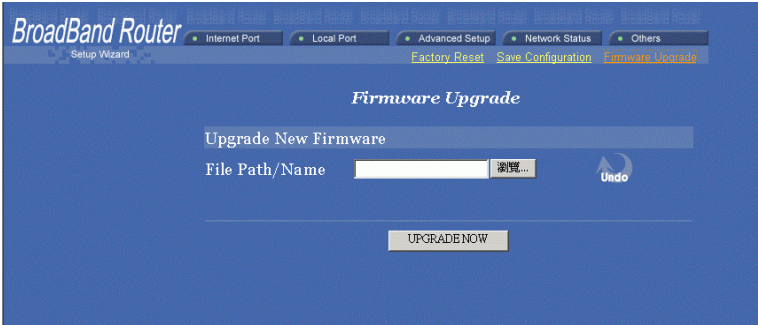 BroadBand Router
Setup Wizard
Internet Port
Local Port
Advanced Setup
Network Status
Others
Factory Reset
Save Configuration
Firmware Upgrade
Firmware Upgrade
Upgrade New Firmware
File Path/Name
瀏覽...
Undo
UPGRADE NOW